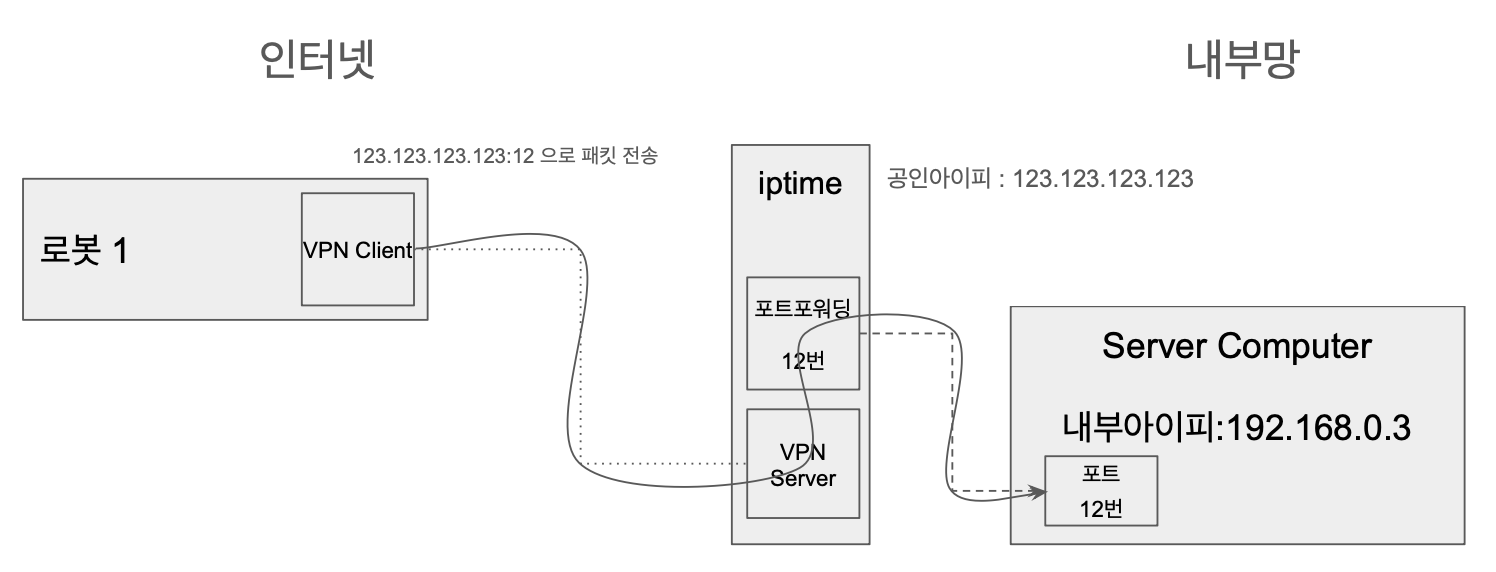 인터넷
내부망
123.123.123.123:12 으로 패킷 전송
iptime
공인아이피 : 123.123.123.123
로봇 1
VPN Client
포트포워딩
12번
Server Computer
내부아이피:192.168.0.3
VPN
Server
포트
12번